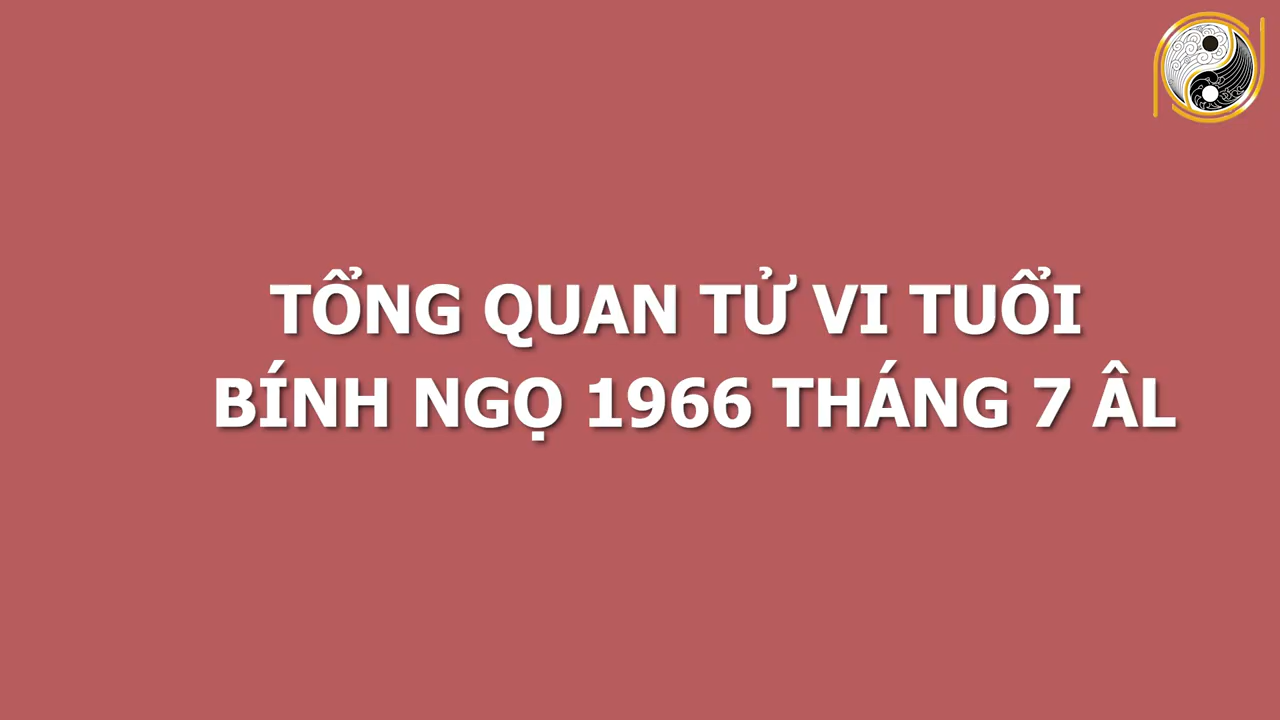 TỔNG QUAN TỬ VI TUỔI
BÍNH NGỌ 1966 THÁNG 7 ÂL